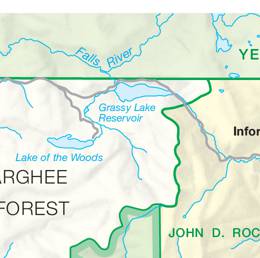 Falls River
YE
Grassy Lake
Reservoir
Infor
Lake of the Woods
ARGHEE
FOREST
JOHN D. ROC